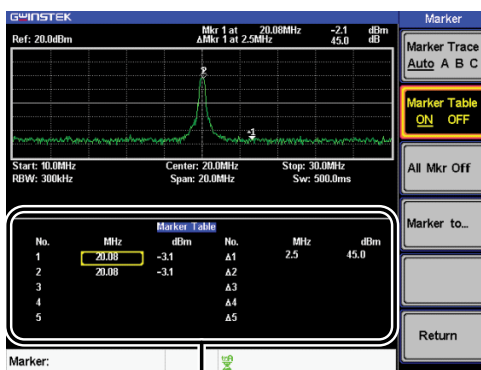 GWINSTEK
Ref: 20.0dBm
Mkr 1 at 20.08MHz -2.1 dBm
ΔMkr 1 at 2.5MHz 45.0 dB
2
1
Start: 10.0MHz Center: 20.0MHz Stop: 30.0MHz
RBW: 300kHz Span: 20.0MHz Sw: 500.0ms
Marker Table
No. MHz dBm No. MHz dBm
1 20.08 -3.1 Δ1 2.5 45.0
2 20.08 -3.1 Δ2
3 Δ3
4 Δ4
5 Δ5
Marker:
Marker
Marker Trace
Auto A B C
Marker Table
ON OFF
All Mkr Off
Marker to...
Return